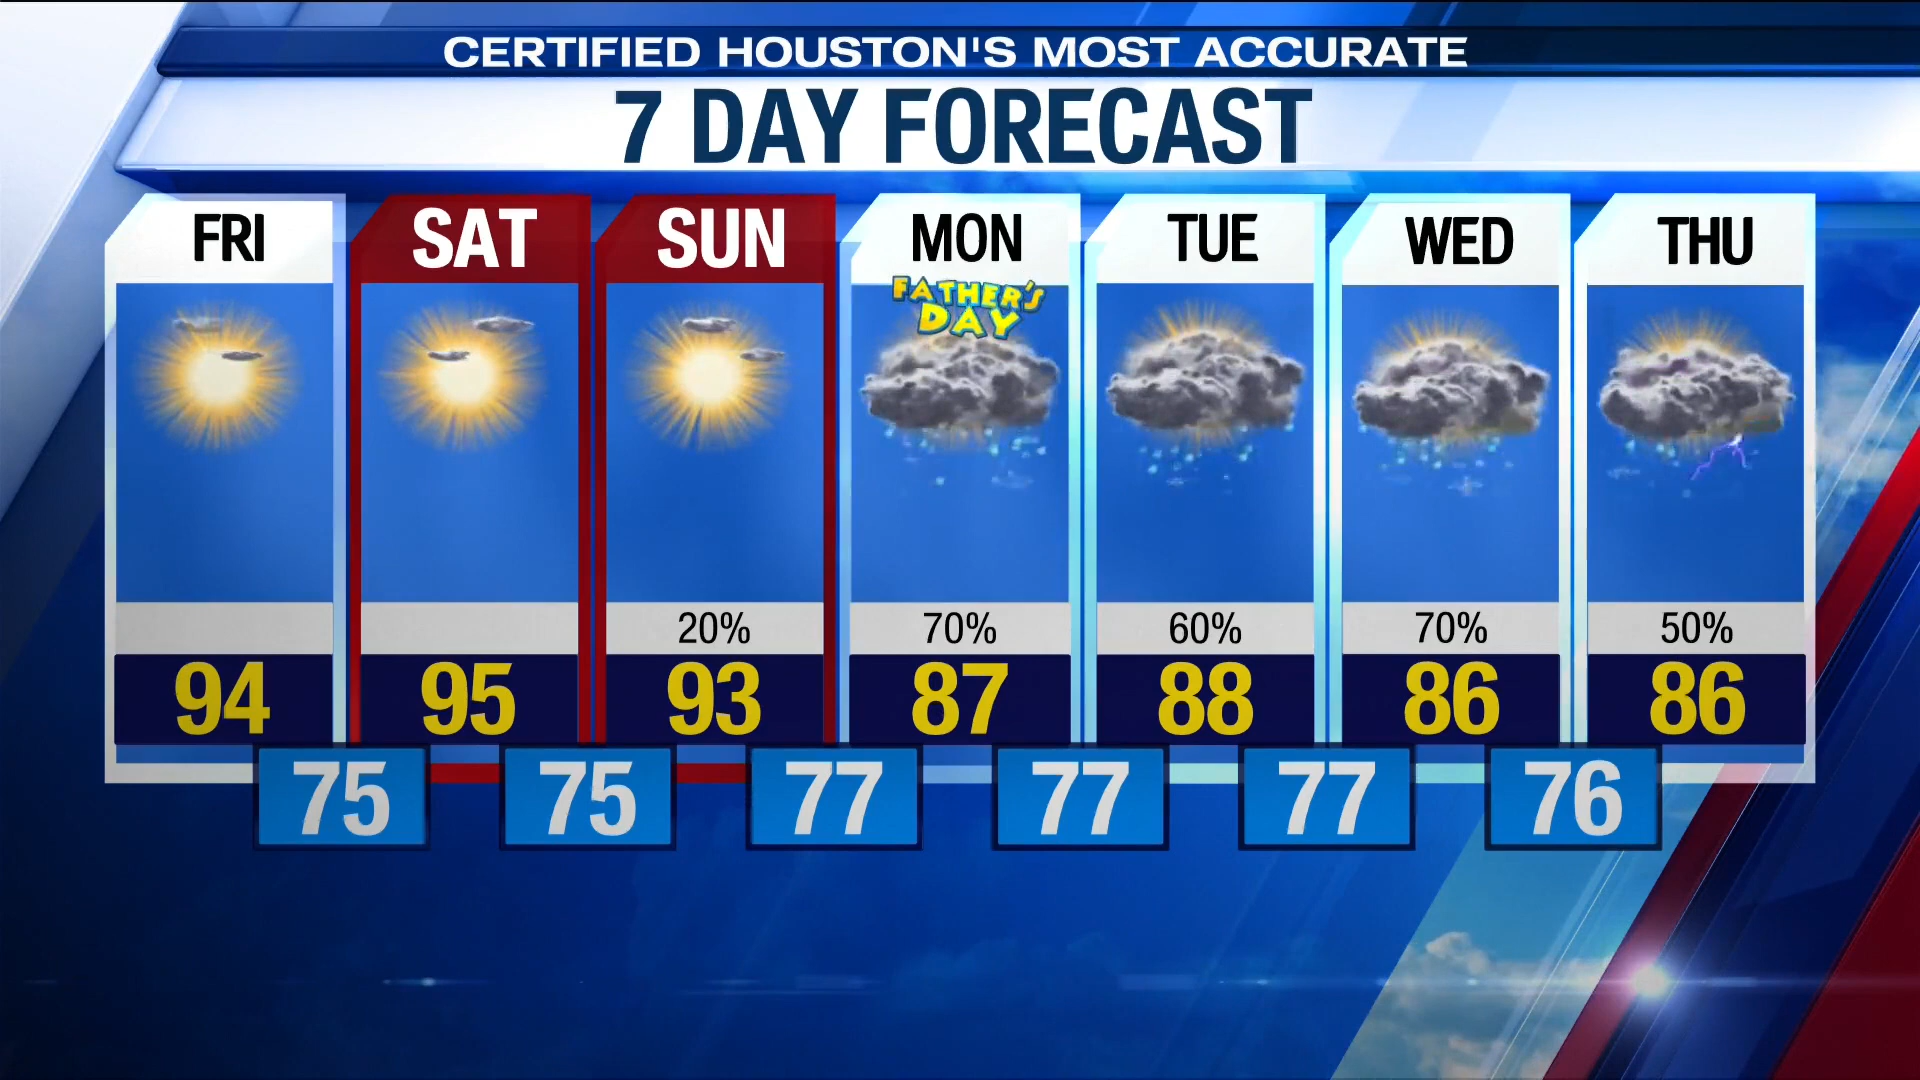 CERTIFIED HOUSTON'S MOST ACCURATE
7 DAY FORECAST
FRI SAT SUN MON TUE WED THU
FATHER'S
DAY
20% 70% 60% 70% 50%
94 95 93 87 88 86 86
75 75 77 77 77 76